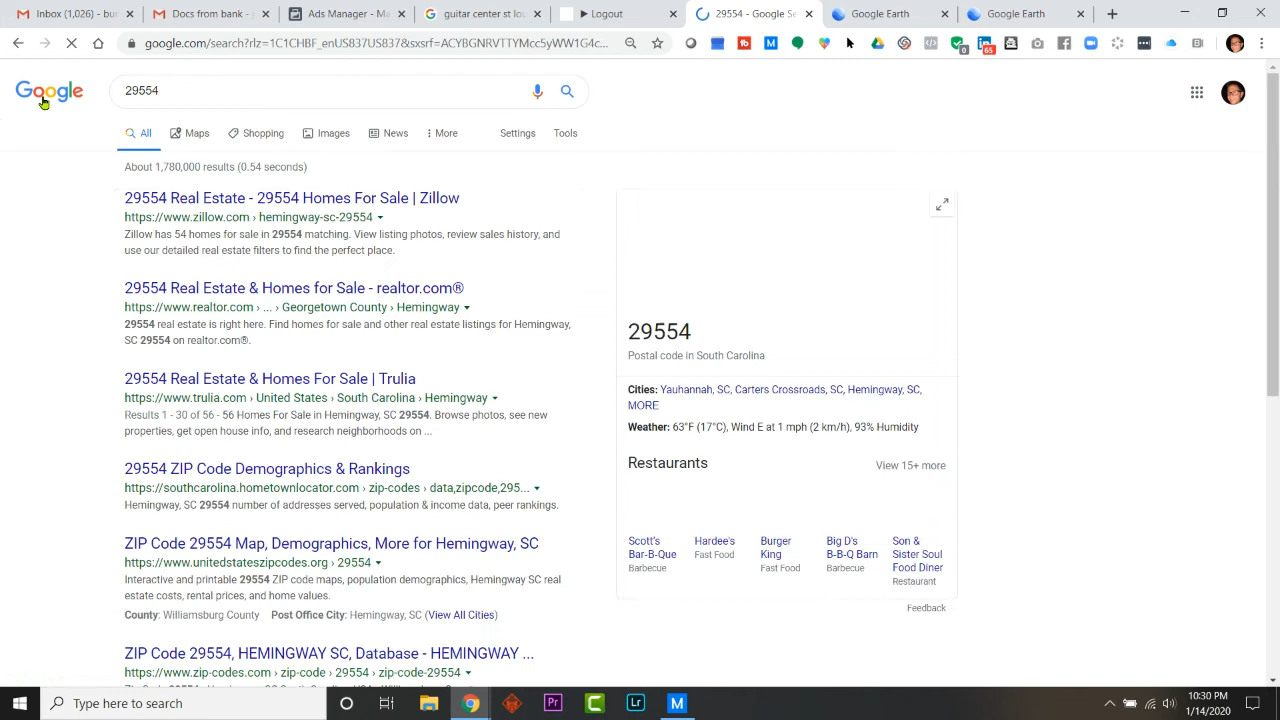 Inbox (1) - bu
Docs from ban - j
Ads Manager - Ma
guitar center st lou
▶ Logout
29554 - Google Se
Google Earth
Google Earth
google.com/search?rlz=1C1CHBF_enUS837US837&sxsrf=ACYBGNRVTTYMcc5yWW1G4c...
0
65
Google
29554
All
Maps
Shopping
Images
News
More
Settings
Tools
About 1,780,000 results (0.54 seconds)
29554 Real Estate - 29554 Homes For Sale | Zillow
https://www.zillow.com › hemingway-sc-29554
Zillow has 54 homes for sale in 29554 matching. View listing photos, review sales history, and
use our detailed real estate filters to find the perfect place.
29554 Real Estate & Homes for Sale - realtor.com®
https://www.realtor.com › ... › Georgetown County › Hemingway
29554 real estate is right here. Find homes for sale and other real estate listings for Hemingway,
SC 29554 on realtor.com®.
29554 Real Estate & Homes For Sale | Trulia
https://www.trulia.com › United States › South Carolina › Hemingway
Results 1 - 30 of 56 - 56 Homes For Sale in Hemingway, SC 29554. Browse photos, see new
properties, get open house info, and research neighborhoods on ...
29554 ZIP Code Demographics & Rankings
https://southcarolina.hometownlocator.com › zip-codes › data,zipcode,295...
Hemingway, SC 29554 number of addresses served, population & income data, peer rankings.
ZIP Code 29554 Map, Demographics, More for Hemingway, SC
https://www.unitedstateszipcodes.org › 29554
Interactive and printable 29554 ZIP code maps, population demographics, Hemingway SC real
estate costs, rental prices, and home values.
County: Williamsburg County Post Office City: Hemingway, SC (View All Cities)
ZIP Code 29554, HEMINGWAY SC, Database - HEMINGWAY ...
https://www.zip-codes.com › zip-code › 29554 › zip-code-29554
29554
Postal code in South Carolina
Cities: Yauhannah, SC, Carters Crossroads, SC, Hemingway, SC,
MORE
Weather: 63°F (17°C), Wind E at 1 mph (2 km/h), 93% Humidity
Restaurants
View 15+ more
Scott's
Bar-B-Que
Barbecue
Hardee's
Fast Food
Burger
King
Fast Food
Big D's
B-B-Q Barn
Barbecue
Son &
Sister Soul
Food Diner
Restaurant
Feedback
Type here to search
Pr
Lr
M
10:30 PM
1/14/2020